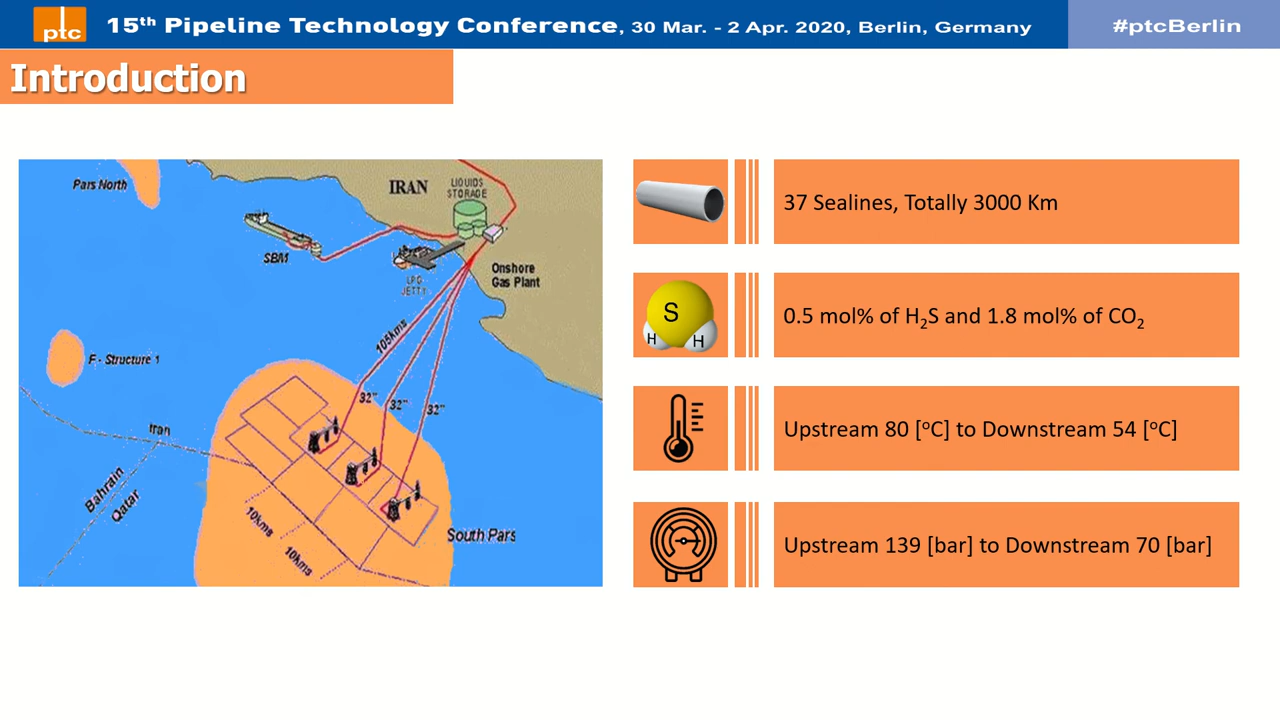 ptc
15th Pipeline Technology Conference, 30 Mar. - 2 Apr. 2020, Berlin, Germany
#ptcBerlin
Introduction
Pars North
IRAN
LIQUIDS
STORAGE
SBM
LPG
JETTY
Onshore
Gas Plant
105kms
F - Structure 1
32"
32"
32"
Iran
Bahrain
Qatar
10kms
10kms
South Pars
37 Sealines, Totally 3000 Km
S
H H
0.5 mol% of H₂S and 1.8 mol% of CO₂
Upstream 80 [°C] to Downstream 54 [°C]
Upstream 139 [bar] to Downstream 70 [bar]